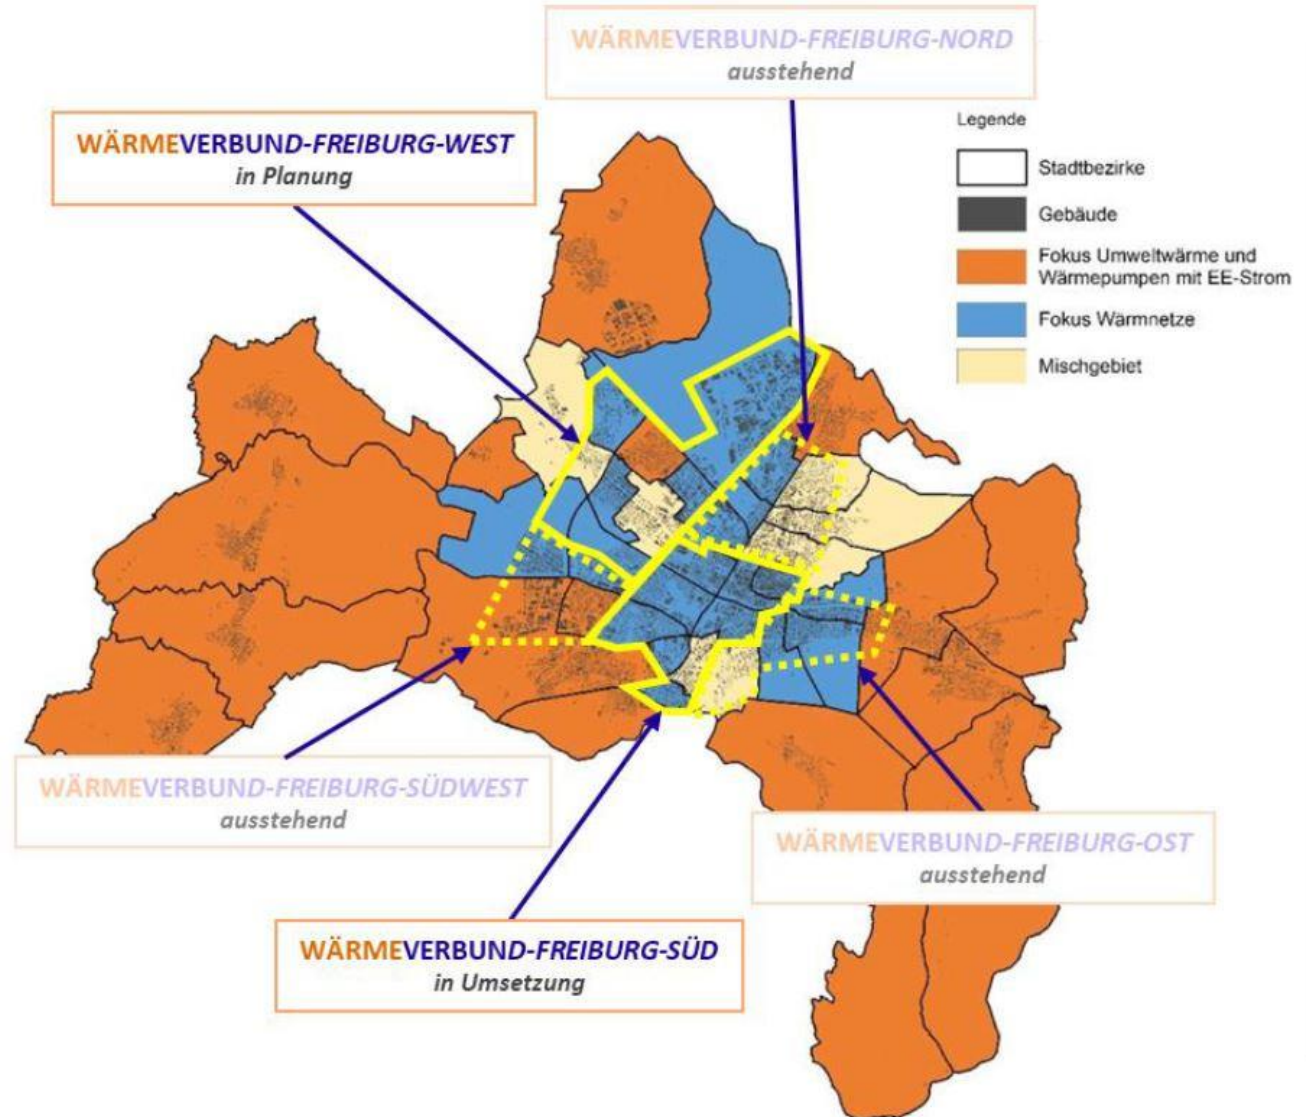 WÄRMEVERBUND-FREIBURG-NORD
ausstehend
WÄRMEVERBUND-FREIBURG-WEST
in Planung
Legende
Stadtbezirke
Gebäude
Fokus Umweltwärme und
Wärmepumpen mit EE-Strom
Fokus Wärmnetze
Mischgebiet
WÄRMEVERBUND-FREIBURG-SÜDWEST
ausstehend
WÄRMEVERBUND-FREIBURG-OST
ausstehend
WÄRMEVERBUND-FREIBURG-SÜD
in Umsetzung